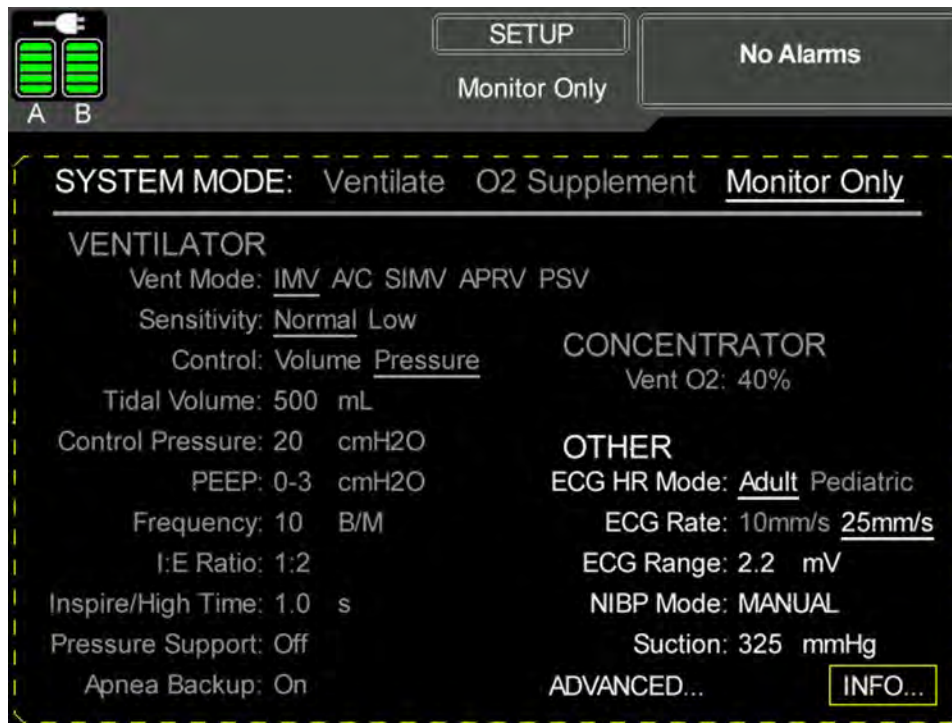 SETUP
No Alarms
Monitor Only
A B
SYSTEM MODE: Ventilate O2 Supplement Monitor Only
VENTILATOR
Vent Mode: IMV A/C SIMV APRV PSV
Sensitivity: Normal Low
Control: Volume Pressure
Tidal Volume: 500 mL
Control Pressure: 20 cmH2O
PEEP: 0-3 cmH2O
Frequency: 10 B/M
I:E Ratio: 1:2
Inspire/High Time: 1.0 s
Pressure Support: Off
Apnea Backup: On
CONCENTRATOR
Vent O2: 40%
OTHER
ECG HR Mode: Adult Pediatric
ECG Rate: 10mm/s 25mm/s
ECG Range: 2.2 mV
NIBP Mode: MANUAL
Suction: 325 mmHg
ADVANCED... INFO...